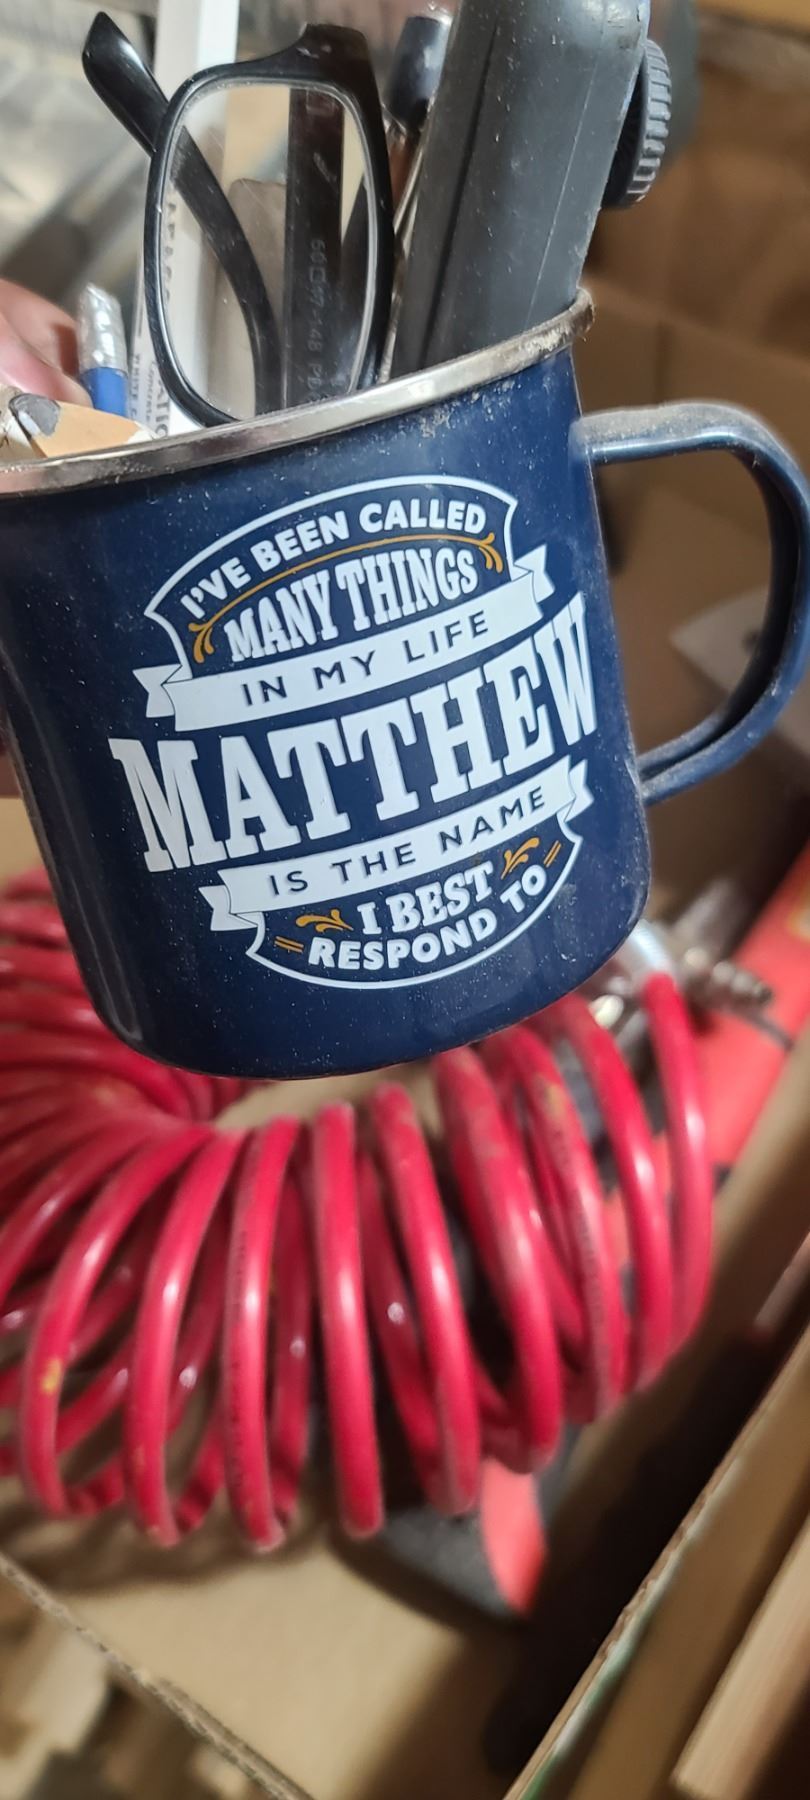 I'VE BEEN CALLED
MANY THINGS
IN MY LIFE
MATTHEW
IS THE NAME
I BEST
RESPOND TO